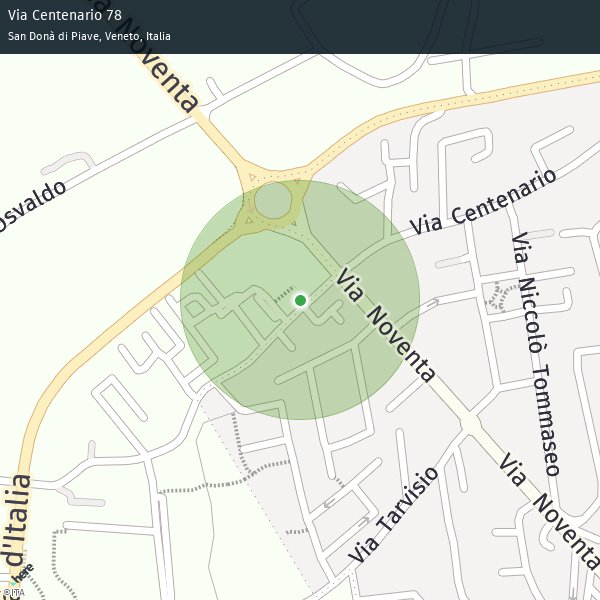 Via Centenario 78
San Donà di Piave, Veneto, Italia
Via Noventa
osvaldo
Via Centenario
Via Niccolò Tommaseo
Via Noventa
Via Noventa
Via Tarvisio
d'Italia
here